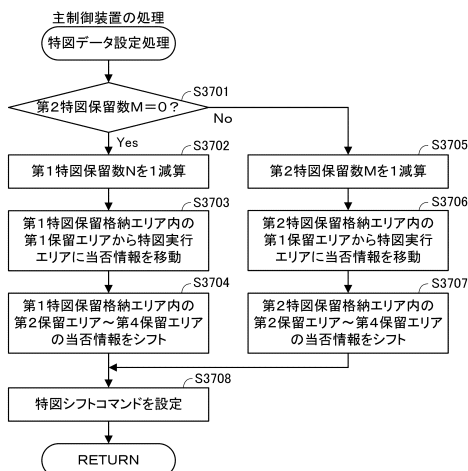 主制御装置の処理
特図データ設定処理
S3701
第2特図保留数M＝0？
No
Yes
S3702
第1特図保留数Nを1減算
S3703
第1特図保留格納エリア内の
第1保留エリアから特図実行
エリアに当否情報を移動
S3704
第1特図保留格納エリア内の
第2保留エリア～第4保留エリア
の当否情報をシフト
S3705
第2特図保留数Mを1減算
S3706
第2特図保留格納エリア内の
第1保留エリアから特図実行
エリアに当否情報を移動
S3707
第2特図保留格納エリア内の
第2保留エリア～第4保留エリア
の当否情報をシフト
S3708
特図シフトコマンドを設定
RETURN